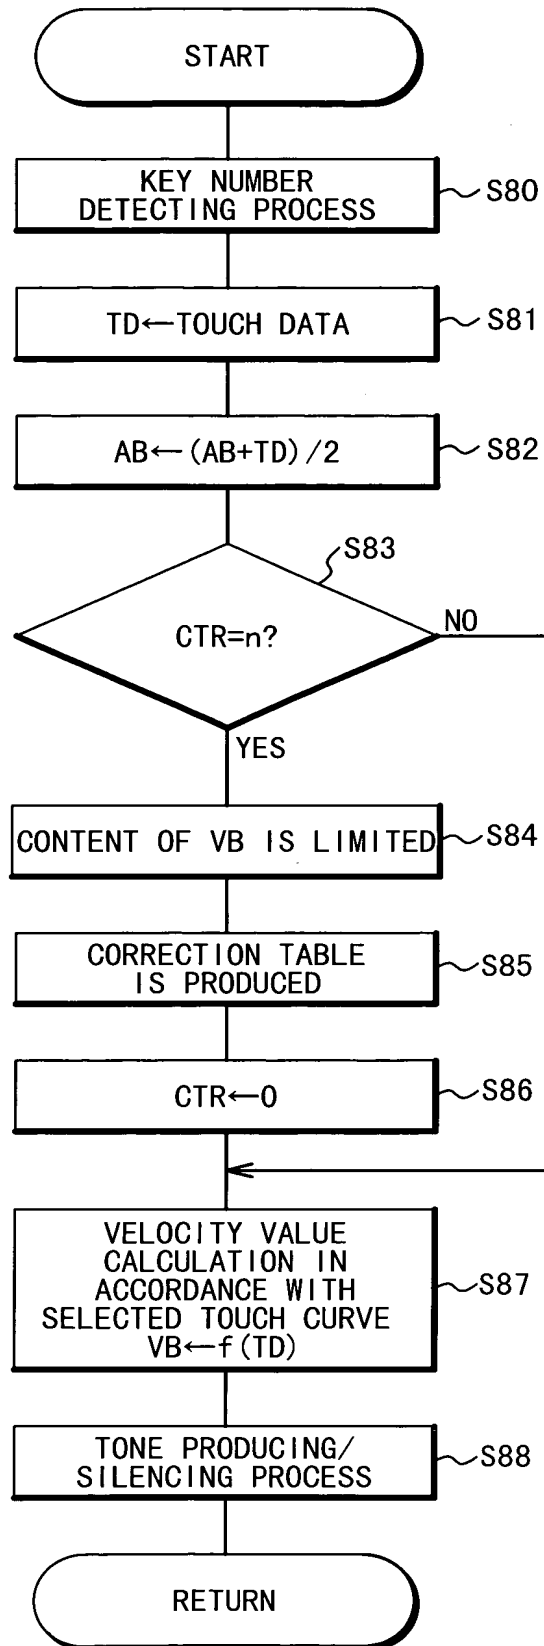 START
KEY NUMBER
DETECTING PROCESS
S80
TD←TOUCH DATA
S81
AB←(AB+TD)/2
S82
S83
CTR=n?
NO
YES
CONTENT OF VB IS LIMITED
S84
CORRECTION TABLE
IS PRODUCED
S85
CTR←0
S86
VELOCITY VALUE
CALCULATION IN
ACCORDANCE WITH
SELECTED TOUCH CURVE
VB←f(TD)
S87
TONE PRODUCING/
SILENCING PROCESS
S88
RETURN